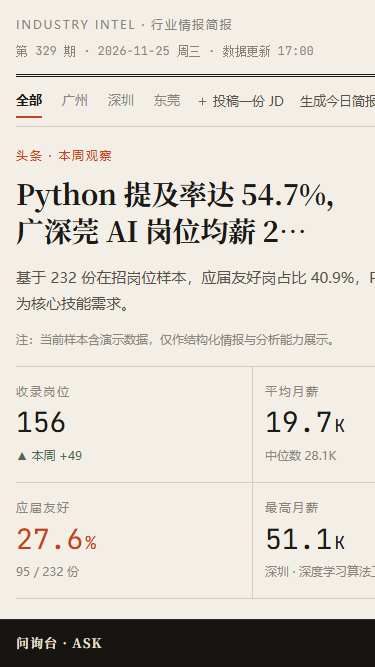 INDUSTRY INTEL · 行业情报简报
第 329 期 · 2026-11-25 周三 · 数据更新 17:00
全部 广州 深圳 东莞 + 投稿一份 JD 生成今日简报
头条 · 本周观察
Python 提及率达 54.7%,
广深莞 AI 岗位均薪 2…
基于 232 份在招岗位样本，应届友好岗占比 40.9%，P
为核心技能需求。
注：当前样本含演示数据，仅作结构化情报与分析能力展示。
收录岗位
156
▲ 本周 +49
平均月薪
19.7K
中位数 28.1K
应届友好
27.6%
95 / 232 份
最高月薪
51.1K
深圳 · 深度学习算法工
问询台 · ASK